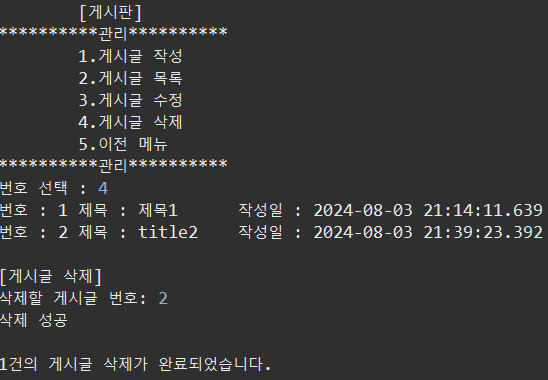 [게시판]
**********관리**********
1.게시글 작성
2.게시글 목록
3.게시글 수정
4.게시글 삭제
5.이전 메뉴
**********관리**********
번호 선택 : 4
번호 : 1 제목 : 제목1 작성일 : 2024-08-03 21:14:11.639
번호 : 2 제목 : title2 작성일 : 2024-08-03 21:39:23.392
[게시글 삭제]
삭제할 게시글 번호: 2
삭제 성공
1건의 게시글 삭제가 완료되었습니다.